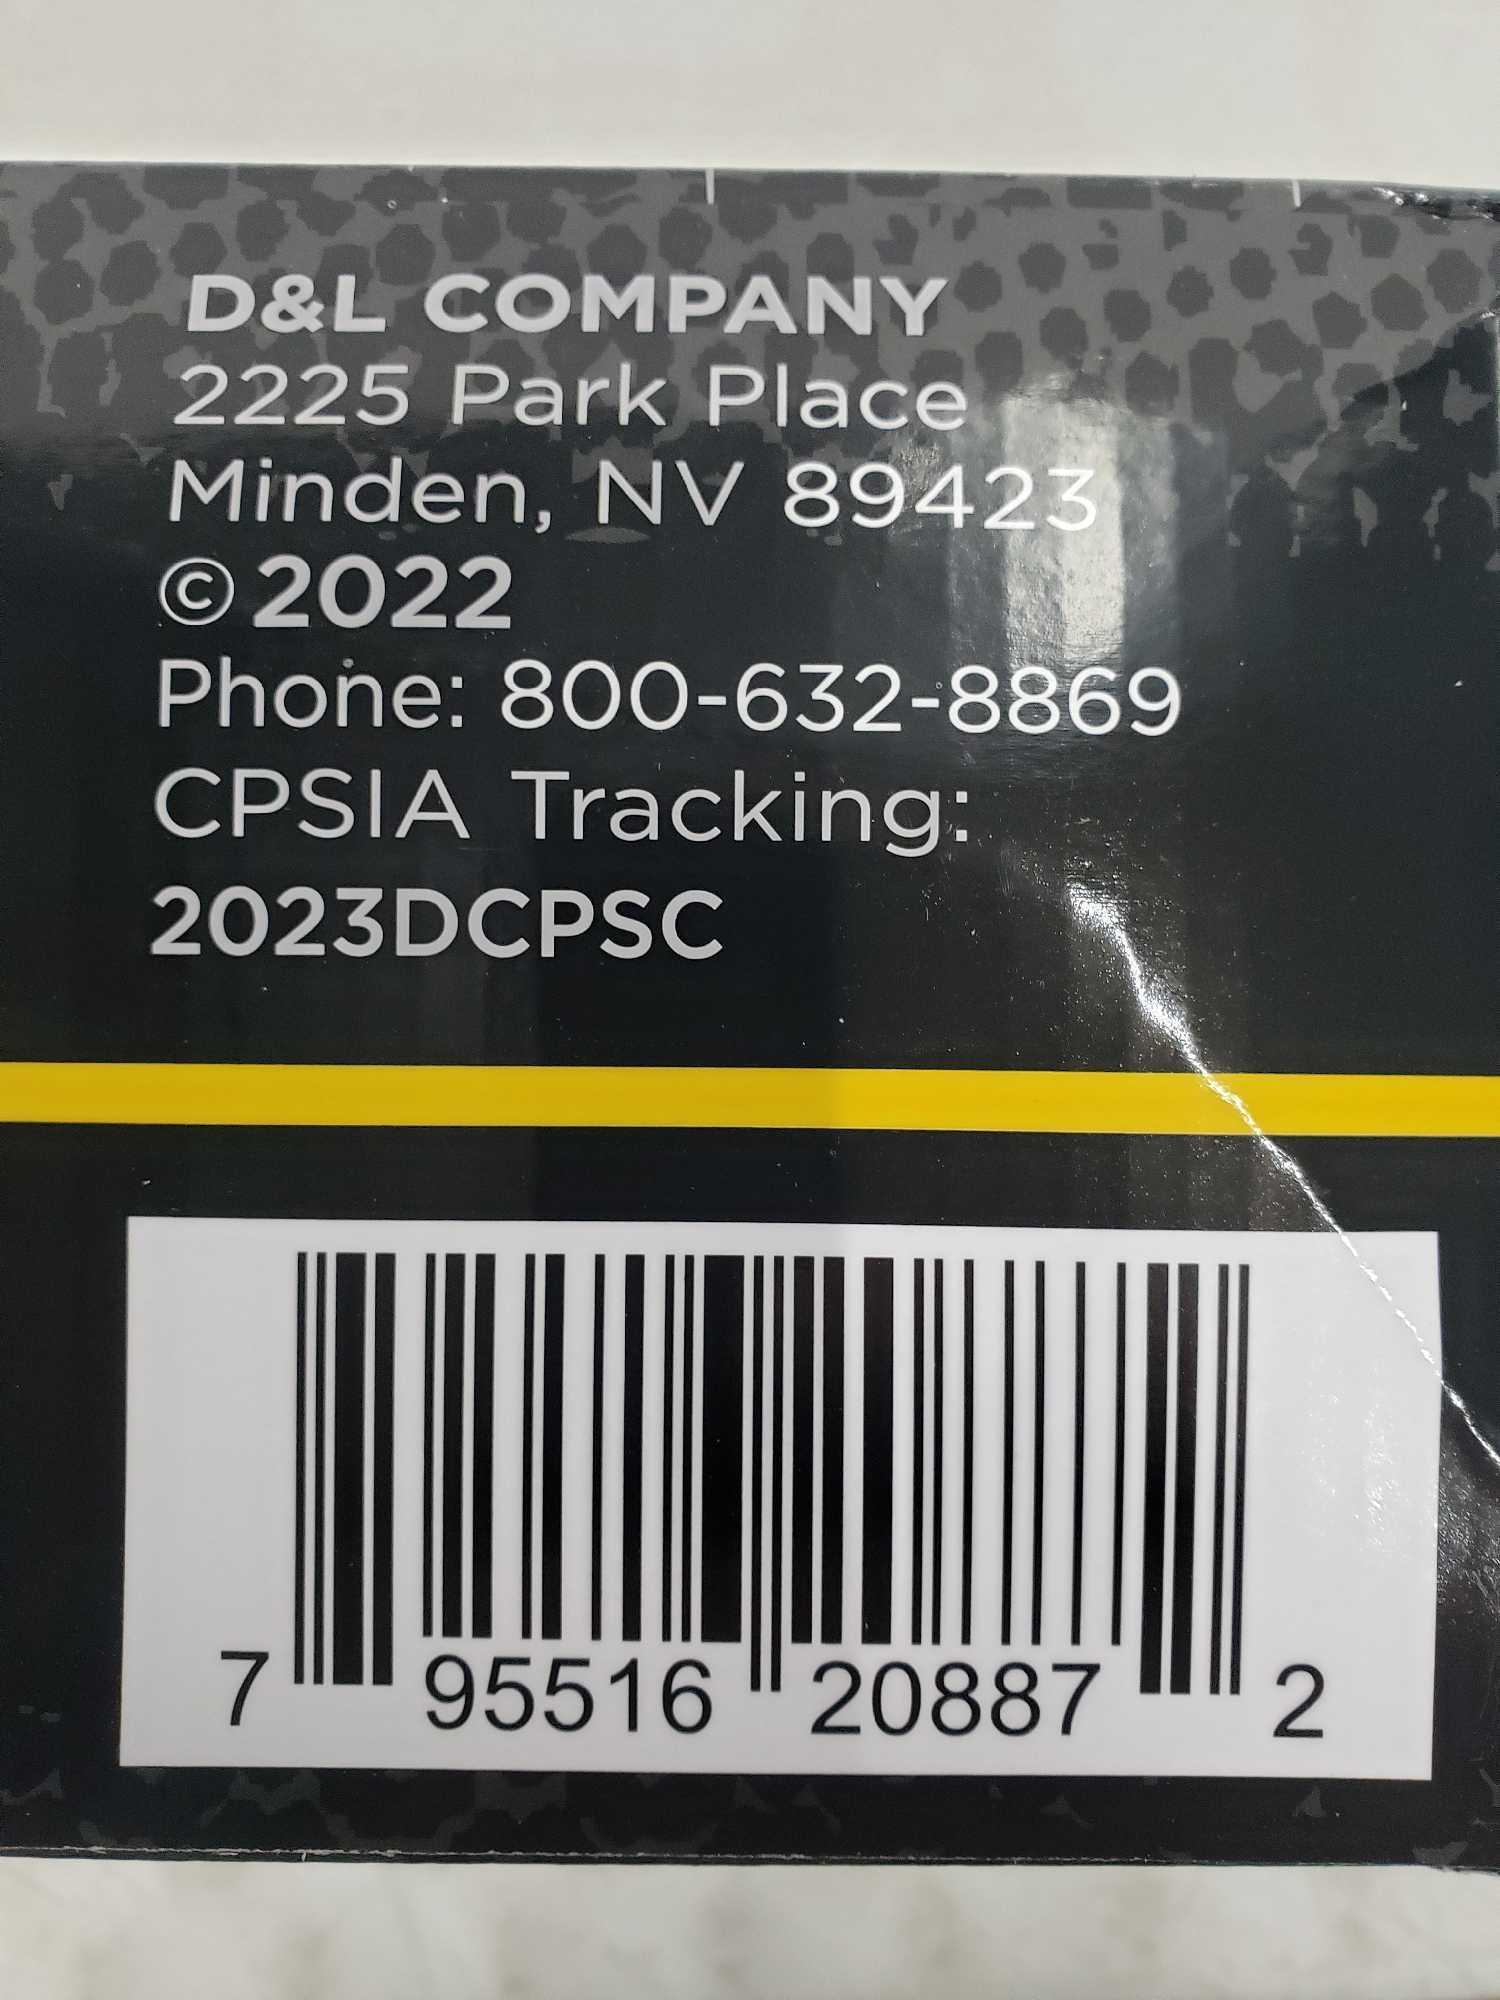 D&L COMPANY
2225 Park Place
Minden, NV 89423
© 2022
Phone: 800-632-8869
CPSIA Tracking:
2023DCPSC
7 95516 20887 2